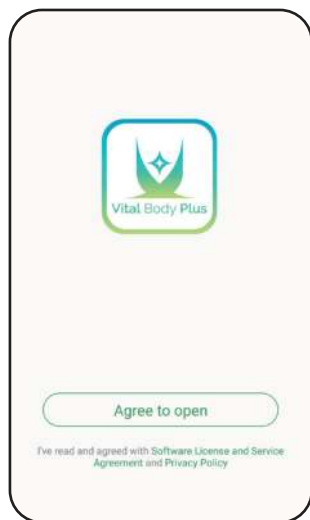 Vital Body Plus
Agree to open
I've read and agreed with Software License and Service
Agreement and Privacy Policy